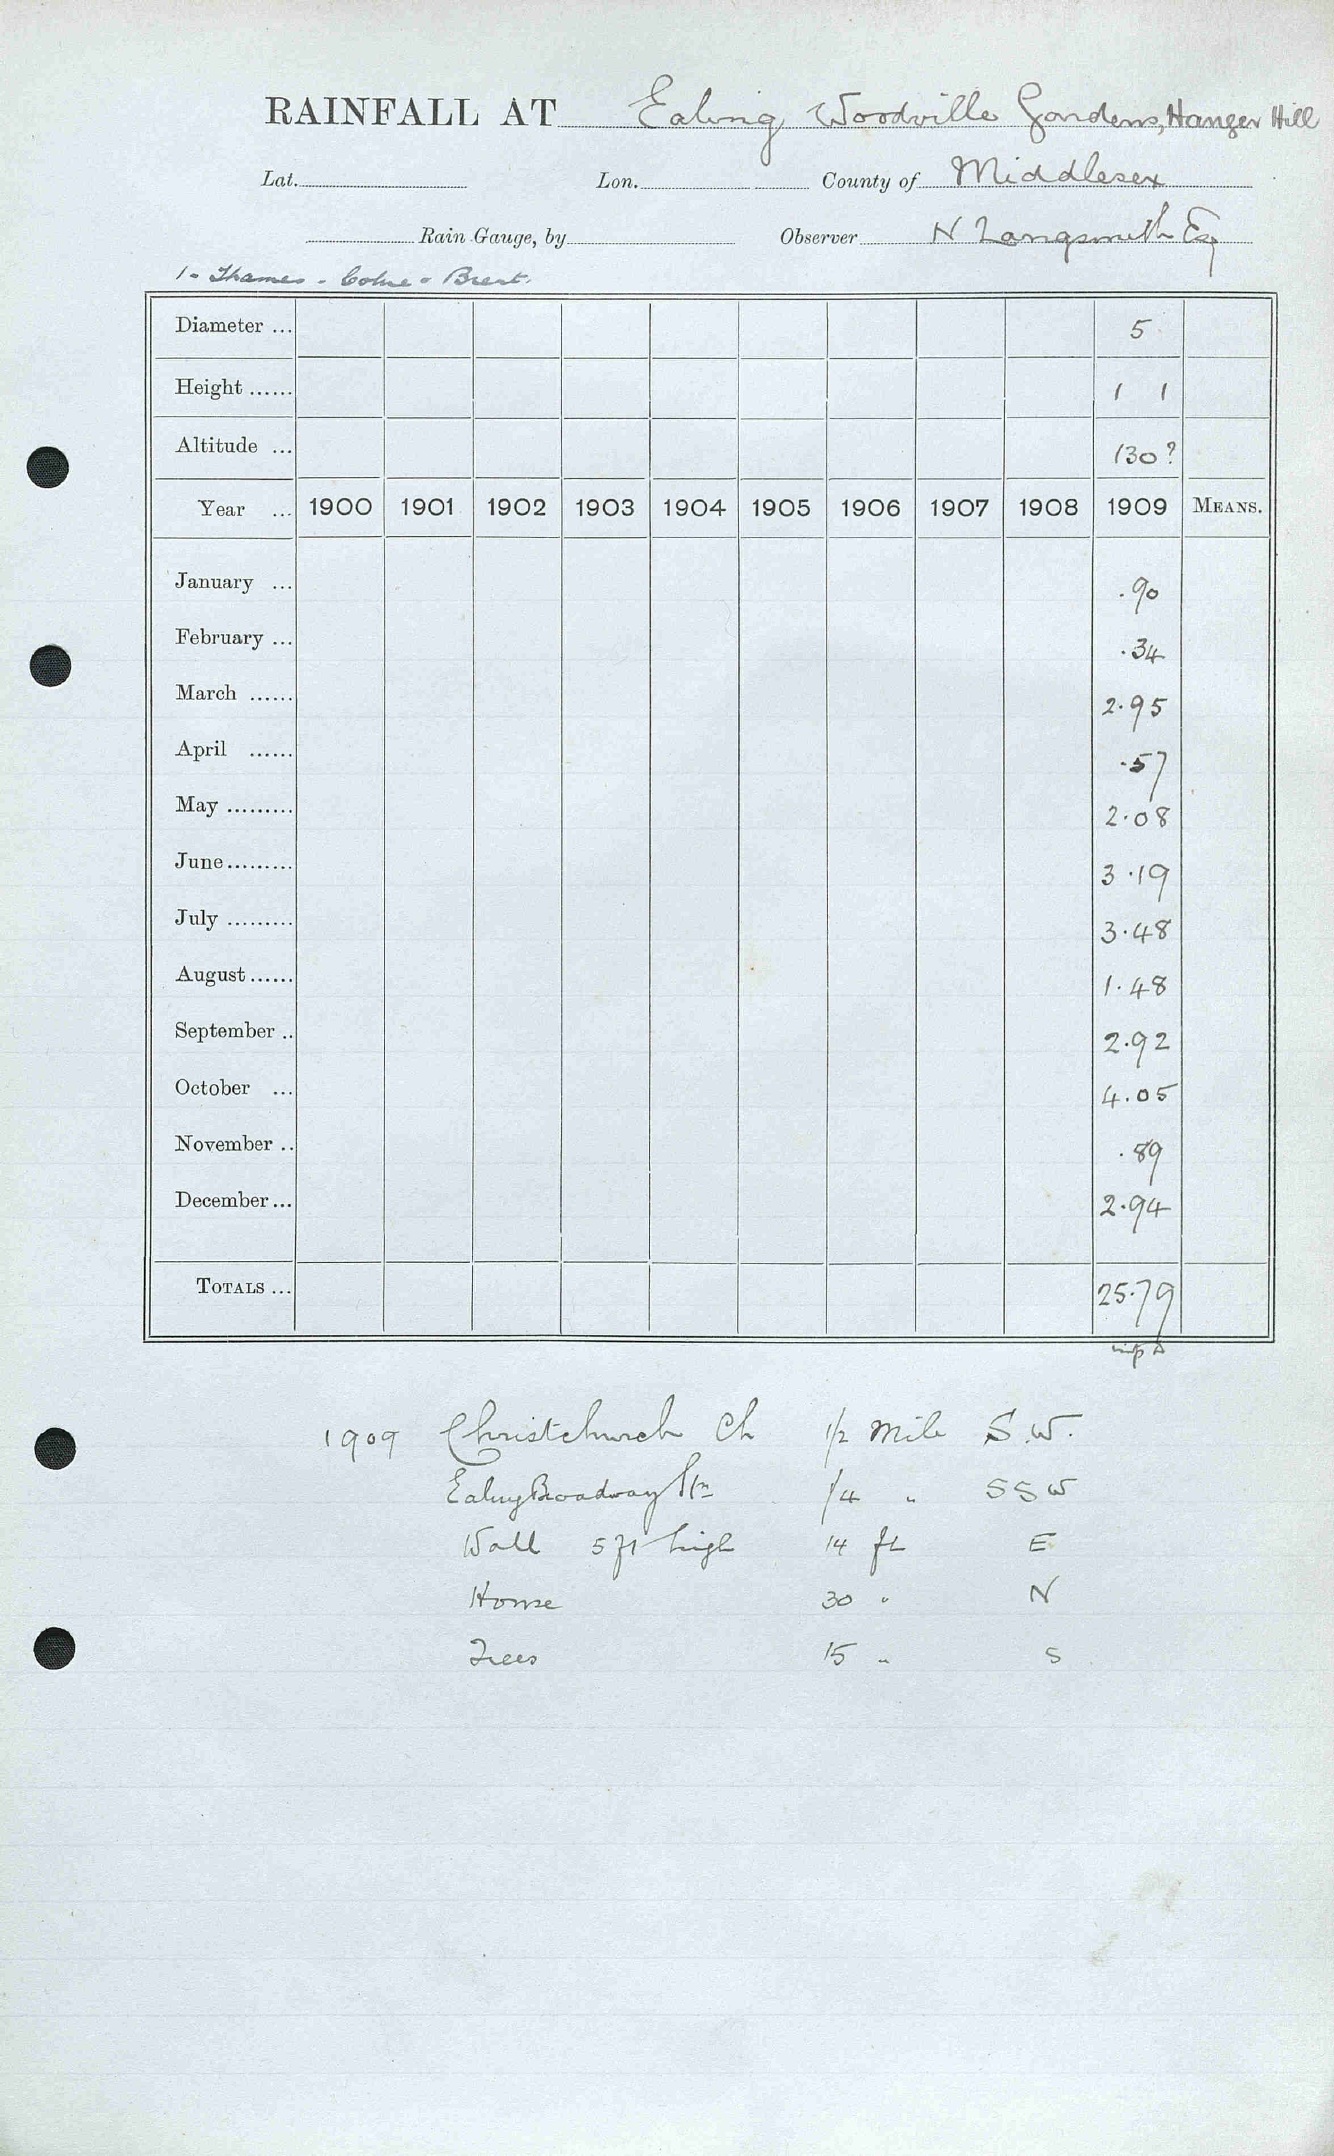 RAINFALL AT Ealing Woodville Gardens, Hanger Hill
Lat. Lon. County of Middlesex
Rain Gauge, by Observer N Langsmith Esq
1 - Thames - Colne - Brent.
Diameter ... 5
Height ...... 1 1
Altitude ... 130?
Year ... 1900 1901 1902 1903 1904 1905 1906 1907 1908 1909 MEANS.
January ... .90
February ... .34
March ...... 2.95
April ...... .57
May ......... 2.08
June ......... 3.19
July ......... 3.48
August ...... 1.48
September .. 2.92
October ... 4.05
November .. .89
December ... 2.94
TOTALS ... 25.79
1909 Christchurch Ch 1/2 Mile S.W.
Ealing Broadway Stn 1/4 " SSW
Wall 5 ft high 14 ft E
House 30 " N
Trees 15 " S